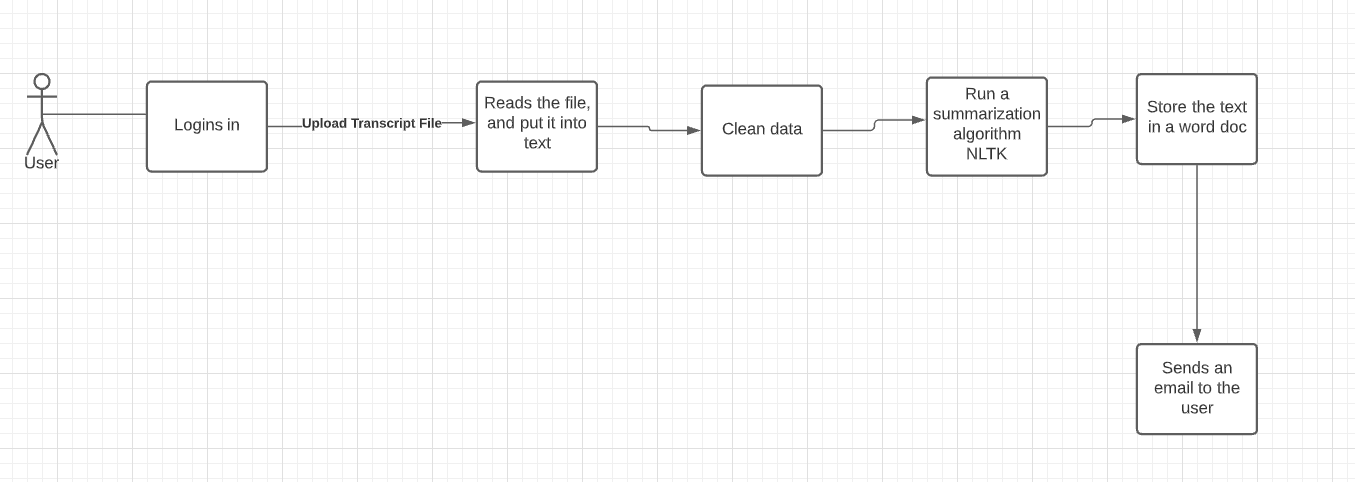 User
Logins in
Upload Transcript File
Reads the file,
and put it into
text
Clean data
Run a
summarization
algorithm
NLTK
Store the text
in a word doc
Sends an
email to the
user